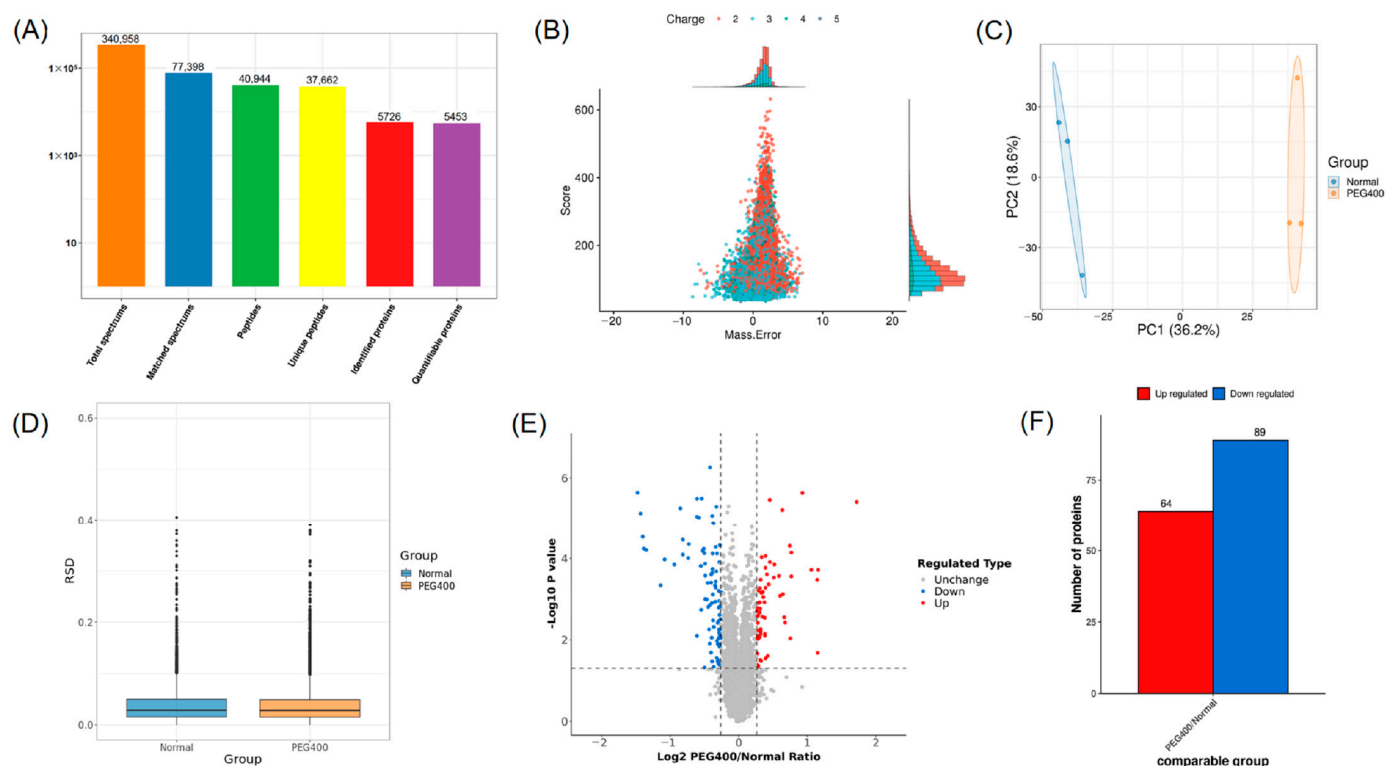 (A)
340,958
77,398
40,944
37,662
5726
5453
1×10⁵
1×10³
10
Total spectrums
Matched spectrums
Peptides
Unique peptides
Identified proteins
Quantifiable proteins
(B)
Charge 2 3 4 5
Score
600
400
200
−20 −10 0 10 20
Mass.Error
(C)
PC2 (18.6%)
30
0
−30
−50 −25 0 25
PC1 (36.2%)
Group
Normal
PEG400
(D)
RSD
0.6
0.4
0.2
0.0
Normal PEG400
Group
Group
Normal
PEG400
(E)
-Log10 P value
6
4
2
0
−2 −1 0 1 2
Log2 PEG400/Normal Ratio
Regulated Type
Unchange
Down
Up
(F)
Up regulated Down regulated
Number of proteins
75
50
25
0
64
89
PEG400/Normal
comparable group